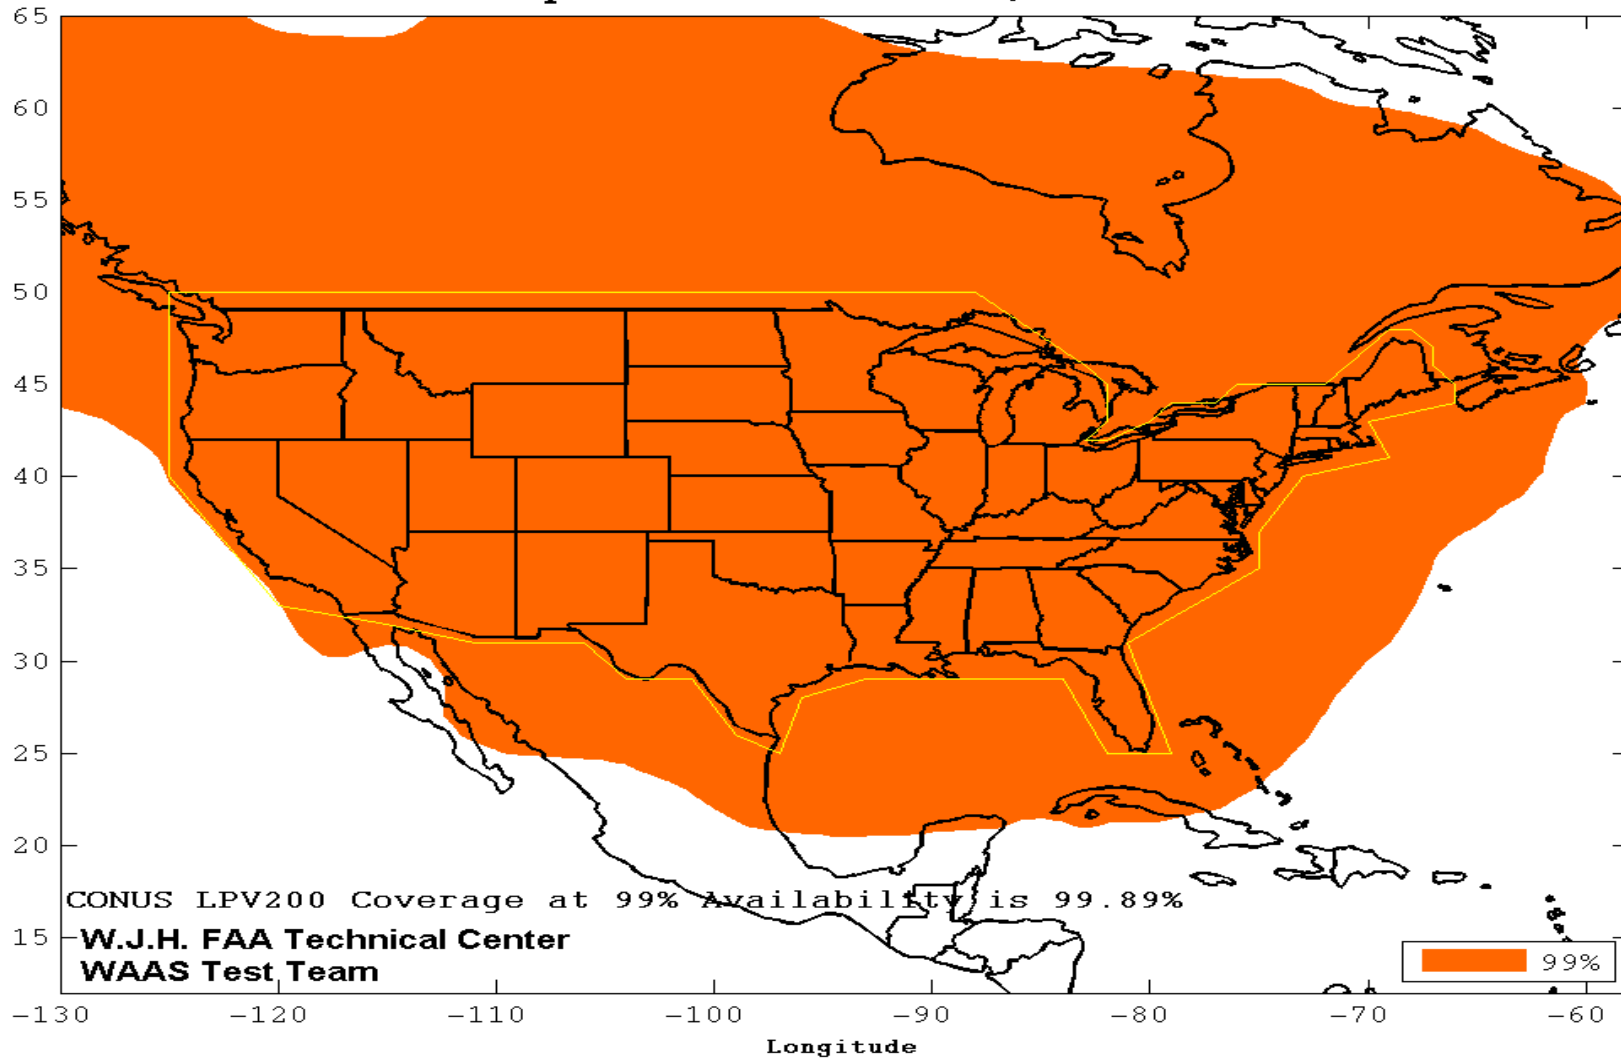 65
60
55
50
45
40
35
30
25
20
15
CONUS LPV200 Coverage at 99% Availability is 99.89%
W.J.H. FAA Technical Center
WAAS Test Team
99%
-130 -120 -110 -100 -90 -80 -70 -60
Longitude